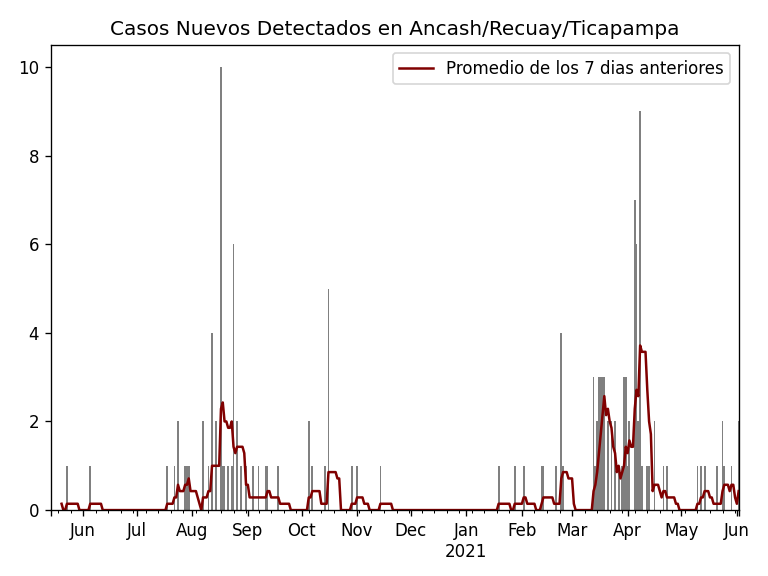 Casos Nuevos Detectados en Ancash/Recuay/Ticapampa
Promedio de los 7 dias anteriores
10
8
6
4
2
0
Jun Jul Aug Sep Oct Nov Dec Jan Feb Mar Apr May Jun
2021